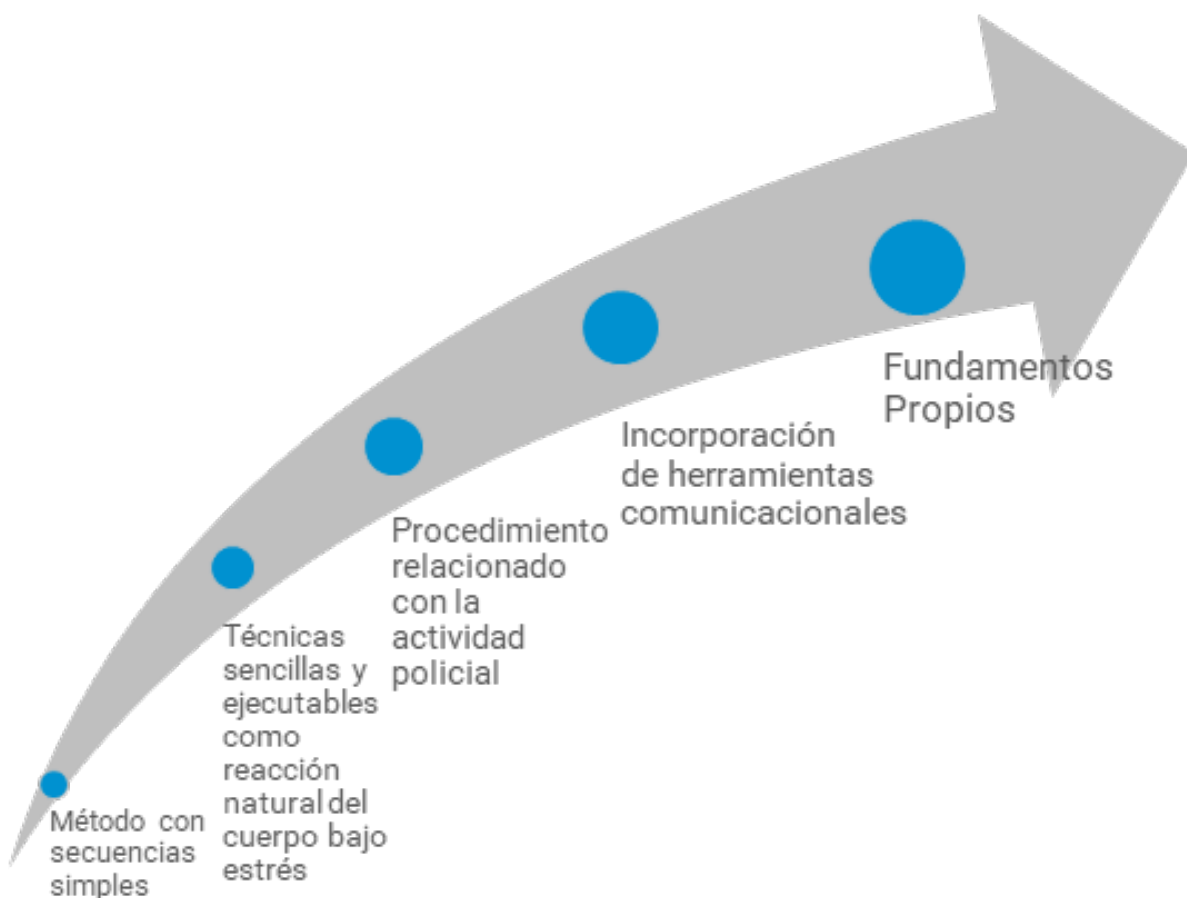 Método con
secuencias
simples
Técnicas
sencillas y
ejecutables
como
reacción
natural del
cuerpo bajo
estrés
Procedimiento
relacionado
con la
actividad
policial
Incorporación
de herramientas
comunicacionales
Fundamentos
Propios